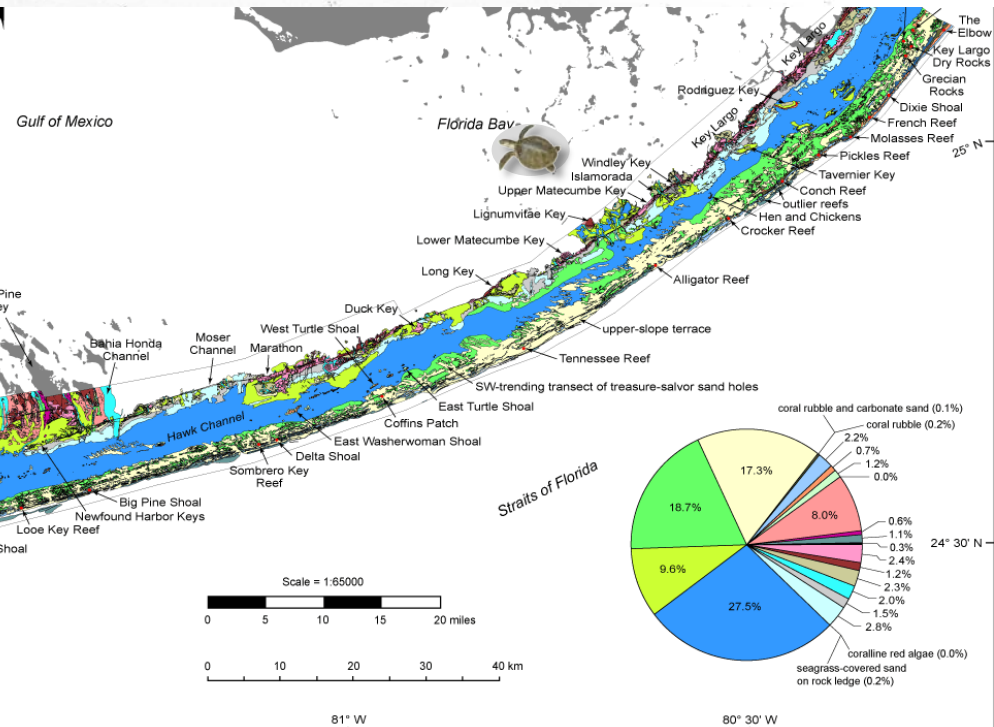 The
Elbow
Key Largo
Key Largo
Dry Rocks
Grecian
Rocks
Rodriguez Key
Dixie Shoal
Gulf of Mexico
Florida Bay
French Reef
Key Largo
Molasses Reef
25° N
Pickles Reef
Windley Key
Islamorada
Tavernier Key
Upper Matecumbe Key
Conch Reef
outlier reefs
Lignumvitae Key
Hen and Chickens
Crocker Reef
Lower Matecumbe Key
Long Key
Alligator Reef
Pine
ey
Duck Key
West Turtle Shoal
upper-slope terrace
Bahia Honda
Channel
Moser
Channel
Marathon
Tennessee Reef
SW-trending transect of treasure-salvor sand holes
East Turtle Shoal
Hawk Channel
Coffins Patch
East Washerwoman Shoal
Delta Shoal
Sombrero Key
Reef
Big Pine Shoal
Newfound Harbor Keys
Looe Key Reef
Shoal
Straits of Florida
coral rubble and carbonate sand (0.1%)
coral rubble (0.2%)
2.2%
0.7%
1.2%
0.0%
17.3%
18.7%
8.0%
0.6%
1.1%
0.3%
2.4%
1.2%
2.3%
2.0%
1.5%
2.8%
9.6%
27.5%
coralline red algae (0.0%)
seagrass-covered sand
on rock ledge (0.2%)
24° 30' N
Scale = 1:65000
0 5 10 15 20 miles
0 10 20 30 40 km
81° W
80° 30' W